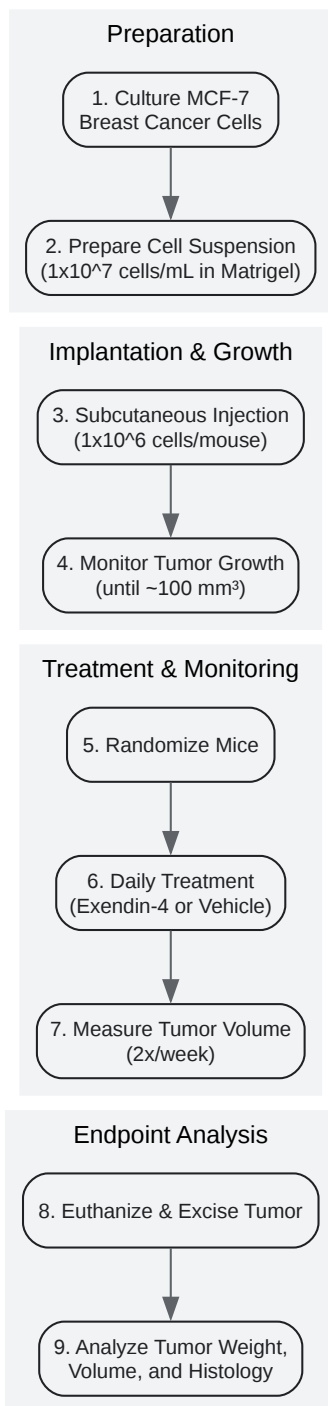 Preparation
1. Culture MCF-7
Breast Cancer Cells
2. Prepare Cell Suspension
(1x10^7 cells/mL in Matrigel)
Implantation & Growth
3. Subcutaneous Injection
(1x10^6 cells/mouse)
4. Monitor Tumor Growth
(until ~100 mm³)
Treatment & Monitoring
5. Randomize Mice
6. Daily Treatment
(Exendin-4 or Vehicle)
7. Measure Tumor Volume
(2x/week)
Endpoint Analysis
8. Euthanize & Excise Tumor
9. Analyze Tumor Weight,
Volume, and Histology